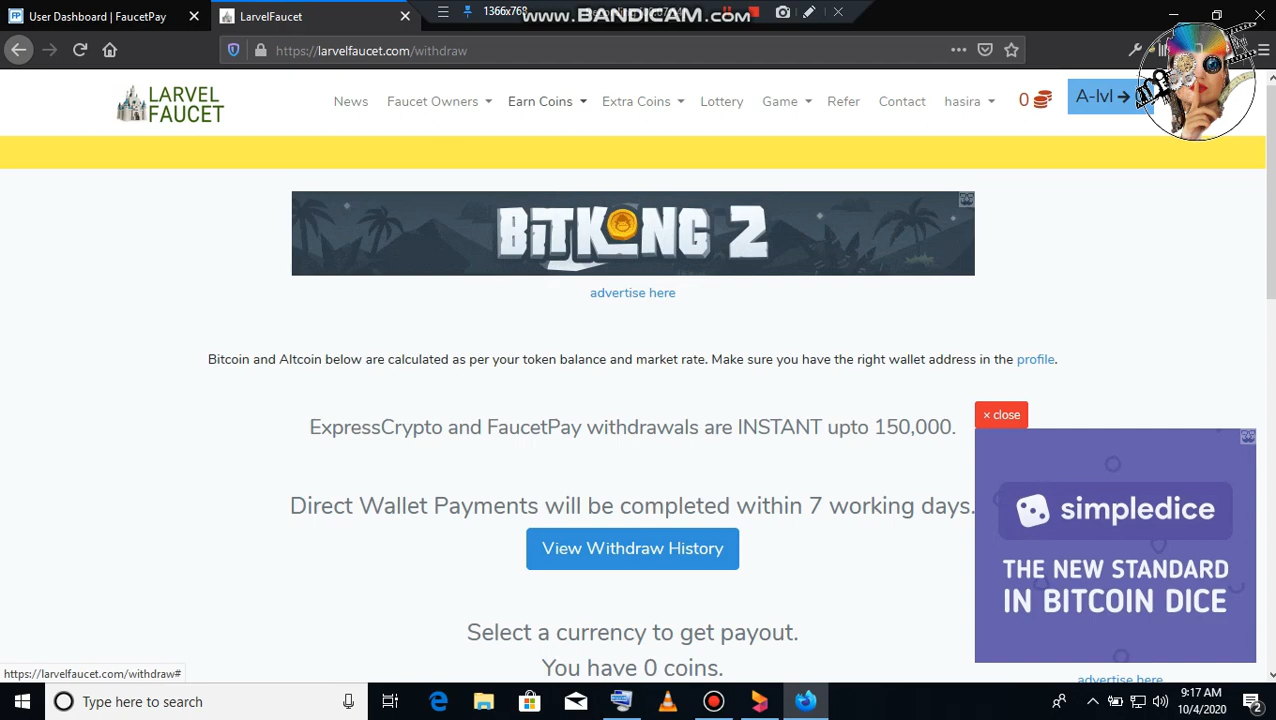 User Dashboard | FaucetPay
LarvelFaucet
1366x768
www.BANDICAM.com
https://larvelfaucet.com/withdraw
LARVEL
FAUCET
News
Faucet Owners
Earn Coins
Extra Coins
Lottery
Game
Refer
Contact
hasira
0
A-lvl →
BITKONG 2
advertise here
Bitcoin and Altcoin below are calculated as per your token balance and market rate. Make sure you have the right wallet address in the profile.
× close
ExpressCrypto and FaucetPay withdrawals are INSTANT upto 150,000.
Direct Wallet Payments will be completed within 7 working days.
View Withdraw History
simpledice
THE NEW STANDARD
IN BITCOIN DICE
Select a currency to get payout.
You have 0 coins.
advertise here
https://larvelfaucet.com/withdraw#
Type here to search
9:17 AM
10/4/2020
2